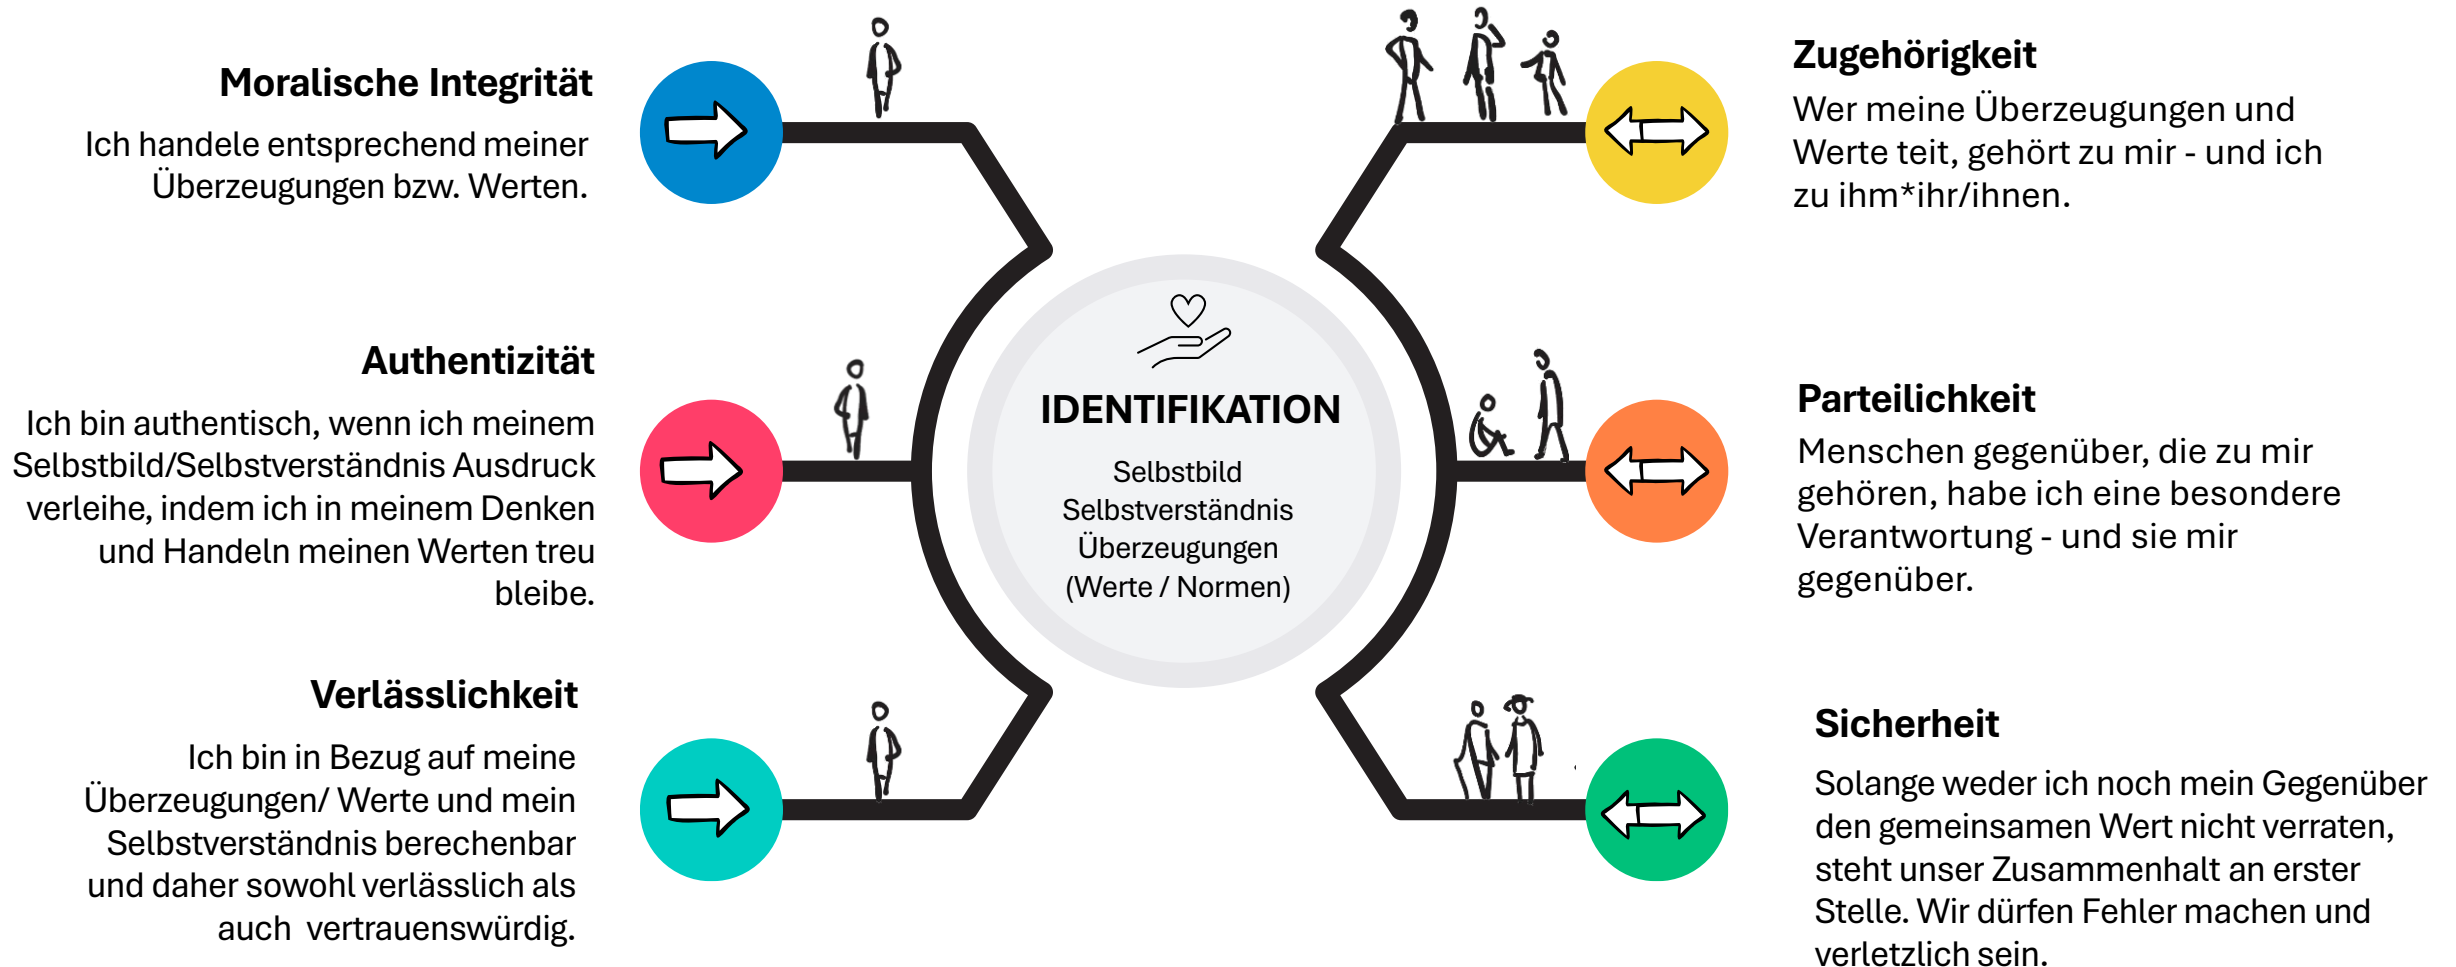 Moralische Integrität
Ich handele entsprechend meiner
Überzeugungen bzw. Werten.
Authentizität
Ich bin authentisch, wenn ich meinem
Selbstbild/Selbstverständnis Ausdruck
verleihe, indem ich in meinem Denken
und Handeln meinen Werten treu
bleibe.
Verlässlichkeit
Ich bin in Bezug auf meine
Überzeugungen/ Werte und mein
Selbstverständnis berechenbar
und daher sowohl verlässlich als
auch vertrauenswürdig.
IDENTIFIKATION
Selbstbild
Selbstverständnis
Überzeugungen
(Werte / Normen)
Zugehörigkeit
Wer meine Überzeugungen und
Werte teit, gehört zu mir - und ich
zu ihm*ihr/ihnen.
Parteilichkeit
Menschen gegenüber, die zu mir
gehören, habe ich eine besondere
Verantwortung - und sie mir
gegenüber.
Sicherheit
Solange weder ich noch mein Gegenüber
den gemeinsamen Wert nicht verraten,
steht unser Zusammenhalt an erster
Stelle. Wir dürfen Fehler machen und
verletzlich sein.